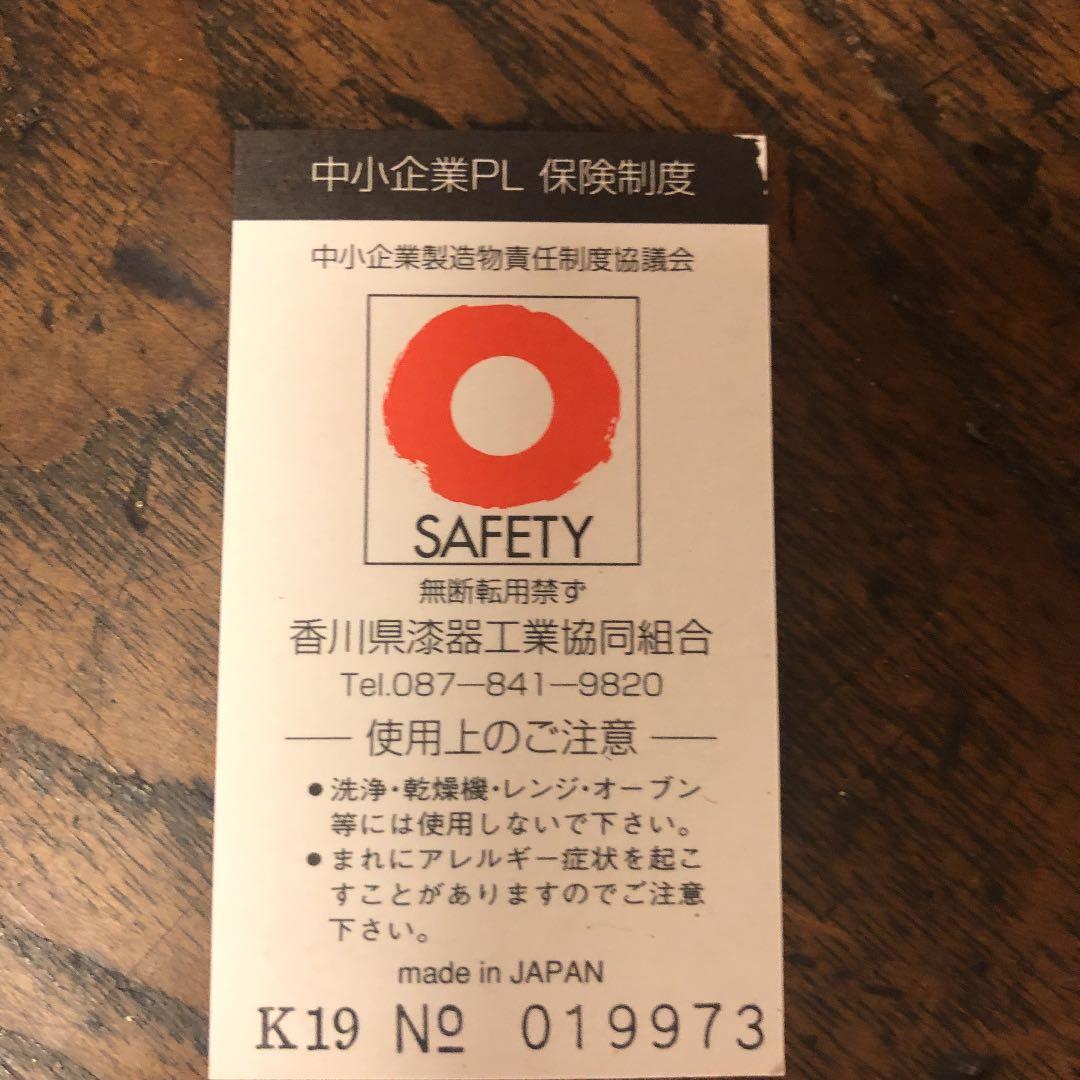 中小企業PL 保険制度
中小企業製造物責任制度協議会
SAFETY
無断転用禁ず
香川県漆器工業協同組合
Tel.087―841―9820
― 使用上のご注意 ―
●洗浄・乾燥機・レンジ・オーブン
等には使用しないで下さい。
●まれにアレルギー症状を起こ
すことがありますのでご注意
下さい。
made in JAPAN
K19 № 019973